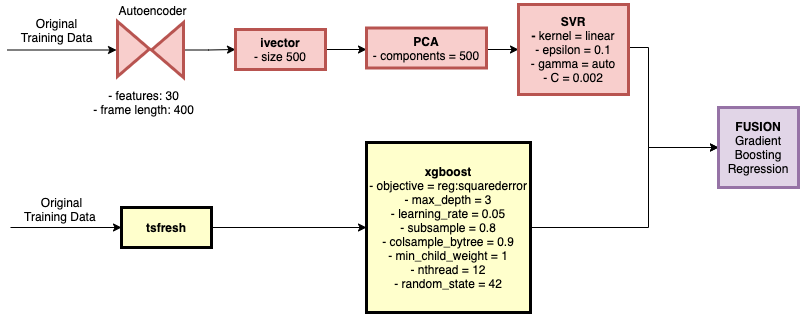 Autoencoder
Original
Training Data
- features: 30
- frame length: 400
ivector
- size 500
PCA
- components = 500
SVR
- kernel = linear
- epsilon = 0.1
- gamma = auto
- C = 0.002
FUSION
Gradient
Boosting
Regression
Original
Training Data
tsfresh
xgboost
- objective = reg:squarederror
- max_depth = 3
- learning_rate = 0.05
- subsample = 0.8
- colsample_bytree = 0.9
- min_child_weight = 1
- nthread = 12
- random_state = 42